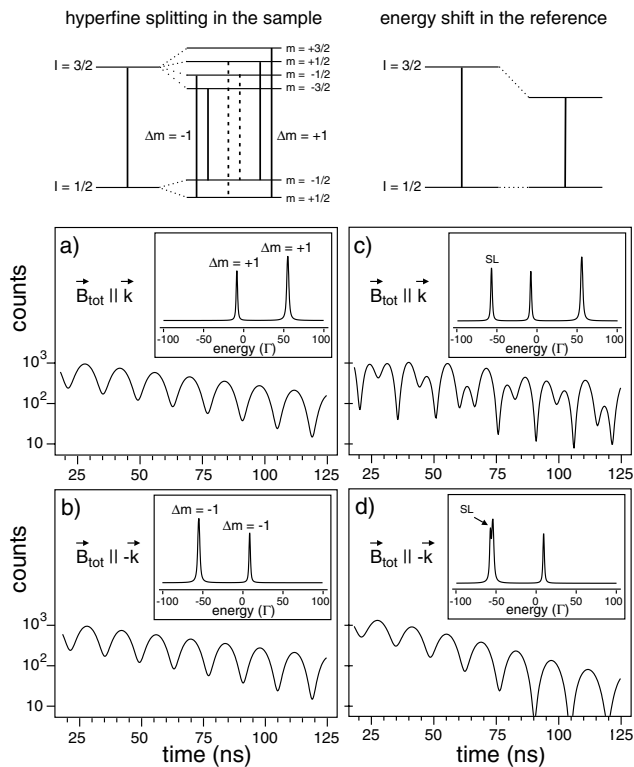 hyperfine splitting in the sample
energy shift in the reference
I = 3/2
m = +3/2
m = +1/2
m = -1/2
m = -3/2
Δm = -1
Δm = +1
I = 1/2
m = -1/2
m = +1/2
I = 3/2
I = 1/2
a)
B tot || k
Δm = +1
Δm = +1
-100 -50 0 50 100
energy (Γ)
counts
10³
10²
10
25 50 75 100 125
c)
B tot || k
SL
-100 -50 0 50 100
energy (Γ)
25 50 75 100 125
b)
B tot || -k
Δm = -1
Δm = -1
-100 -50 0 50 100
energy (Γ)
counts
10³
10²
10
25 50 75 100 125
time (ns)
d)
B tot || -k
SL
-100 -50 0 50 100
energy (Γ)
25 50 75 100 125
time (ns)